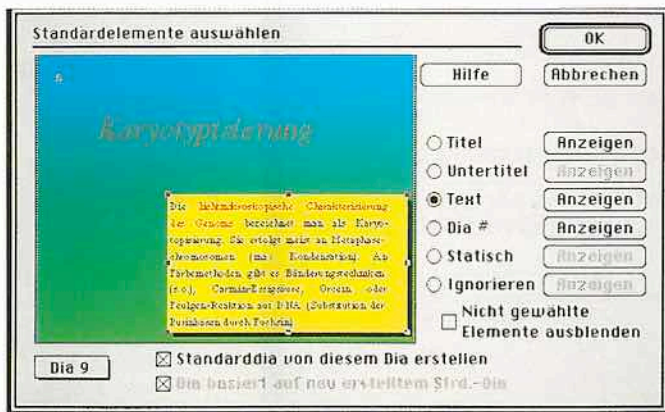 Standardelemente auswählen
OK
Hilfe
Abbrechen
Karyotypisierung
Titel
Anzeigen
Untertitel
Anzeigen
Text
Anzeigen
Dia #
Anzeigen
Statisch
Anzeigen
Ignorieren
Anzeigen
Die lichtmikroskopische Charakterisierung
des Genoms bezeichnet man als Karyo-
typisierung. Sie erfolgt meist an Metaphase-
chromosomen (max. Kondensation). An
Färbemethoden gibt es Bänderungstechniken
(s.o.), Carmin-Essigsäure, Orcein oder
Feulgen-Reaktion auf DNA (Substitution der
Purinbasen durch Fuchsin)
Nicht gewählte
Elemente ausblenden
Dia 9
Standarddia von diesem Dia erstellen
Dia basiert auf neu erstelltem Strd.-Dia